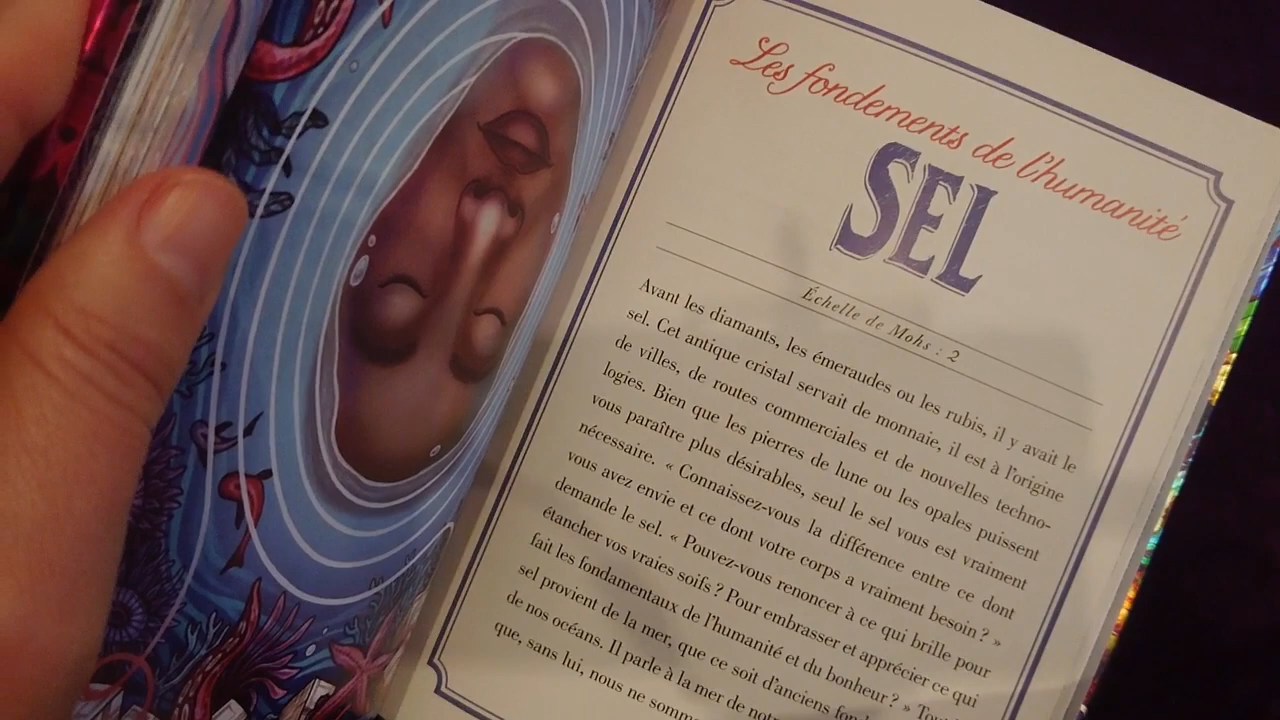 Les fondements de l'humanité
SEL
Échelle de Mohs : 2
Avant les diamants, les émeraudes ou les rubis, il y avait le
sel. Cet antique cristal servait de monnaie, il est à l'origine
de villes, de routes commerciales et de nouvelles techno-
logies. Bien que les pierres de lune ou les opales puissent
vous paraître plus désirables, seul le sel vous est vraiment
nécessaire. « Connaissez-vous la différence entre ce dont
vous avez envie et ce dont votre corps a vraiment besoin ? »
demande le sel. « Pouvez-vous renoncer à ce qui brille pour
étancher vos vraies soifs ? Pour embrasser et apprécier ce qui
fait les fondamentaux de l'humanité et du bonheur ? » Tout
sel provient de la mer, que ce soit d'anciens
de nos océans. Il parle à la mer de
que, sans lui, nous ne